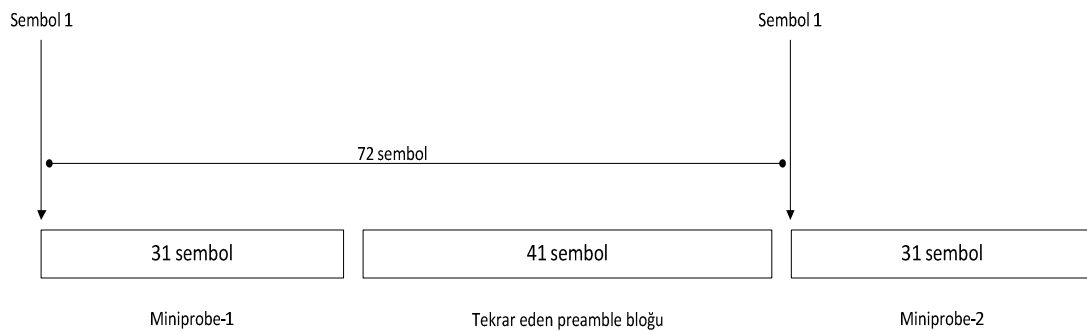 Sembol 1
Sembol 1
72 sembol
31 sembol
41 sembol
31 sembol
Miniprobe-1
Tekrar eden preamble bloğu
Miniprobe-2